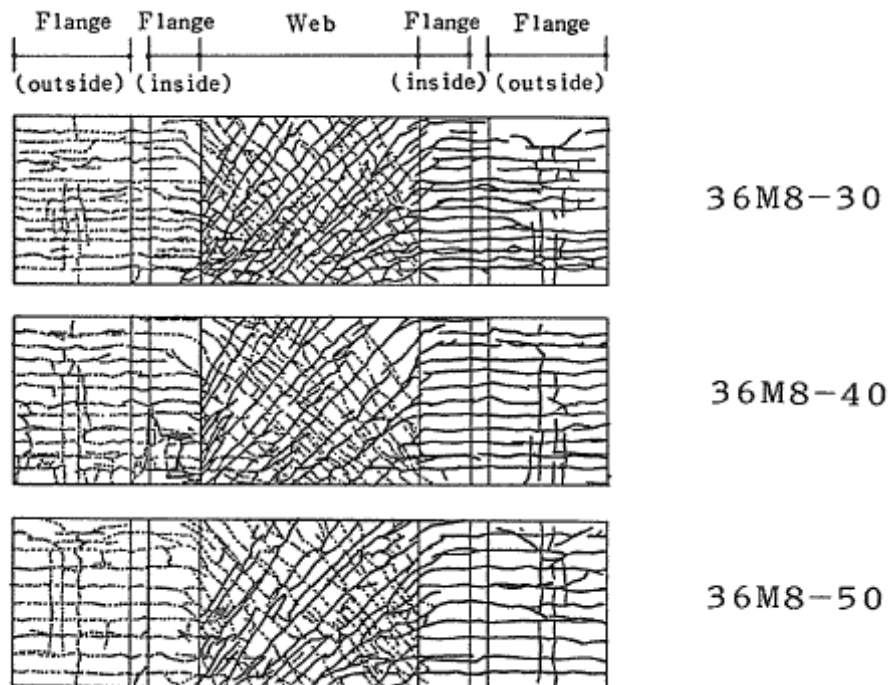 Flange Flange Web Flange Flange
(outside) (inside) (inside) (outside)
36M8-30
36M8-40
36M8-50